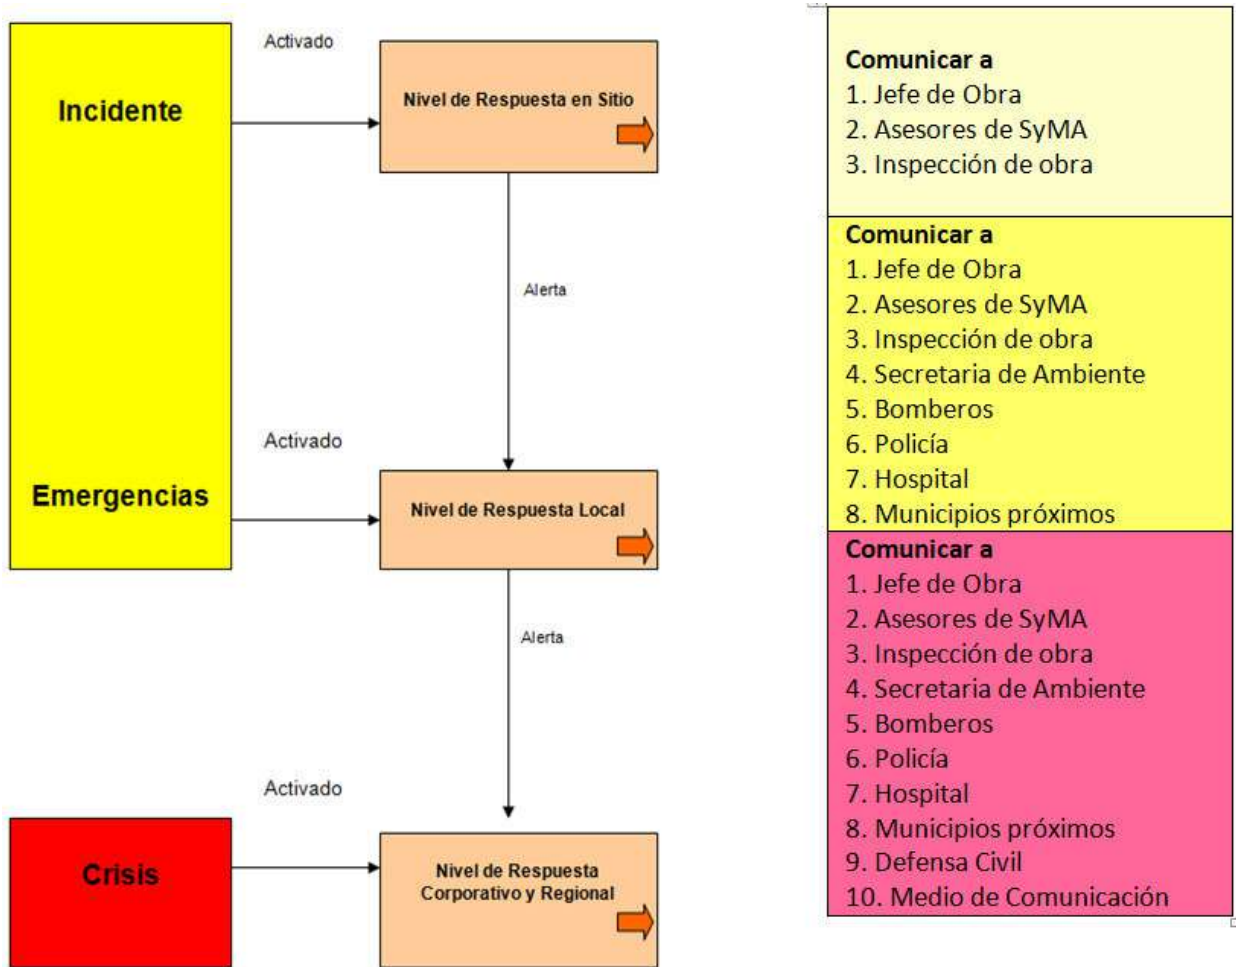 Activado
Incidente
Nivel de Respuesta en Sitio
Alerta
Activado
Emergencias
Nivel de Respuesta Local
Alerta
Activado
Crisis
Nivel de Respuesta
Corporativo y Regional
Comunicar a
1. Jefe de Obra
2. Asesores de SyMA
3. Inspección de obra
Comunicar a
1. Jefe de Obra
2. Asesores de SyMA
3. Inspección de obra
4. Secretaria de Ambiente
5. Bomberos
6. Policía
7. Hospital
8. Municipios próximos
Comunicar a
1. Jefe de Obra
2. Asesores de SyMA
3. Inspección de obra
4. Secretaria de Ambiente
5. Bomberos
6. Policía
7. Hospital
8. Municipios próximos
9. Defensa Civil
10. Medio de Comunicación